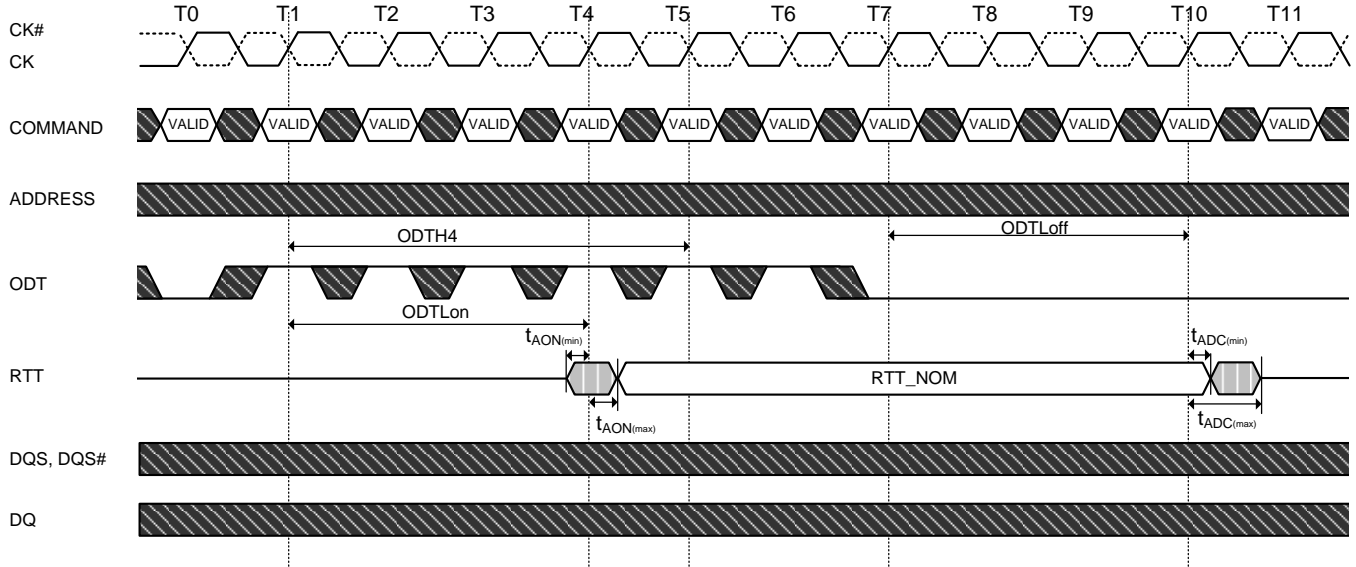 T0 T1 T2 T3 T4 T5 T6 T7 T8 T9 T10 T11
CK#
CK
COMMAND VALID VALID VALID VALID VALID VALID VALID VALID VALID VALID VALID VALID
ADDRESS
ODTH4 ODTLoff
ODT
ODTLon
tAON(min) tADC(min)
RTT RTT_NOM
tAON(max) tADC(max)
DQS, DQS#
DQ